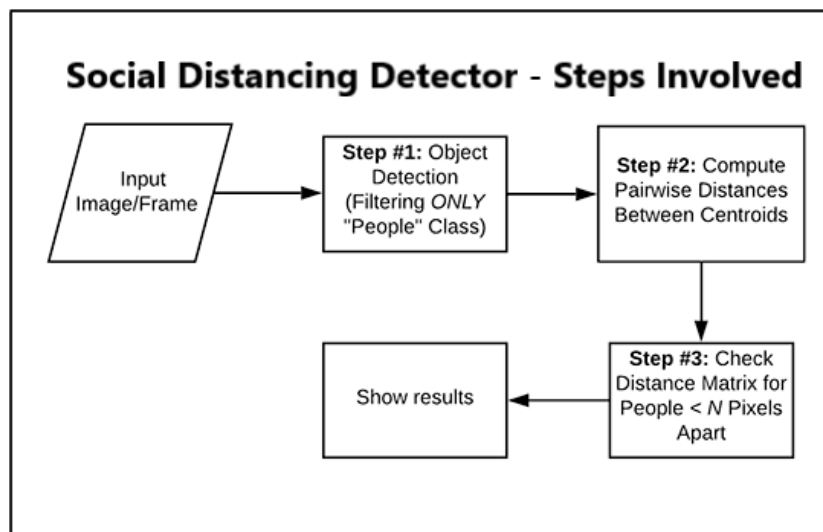 Social Distancing Detector - Steps Involved
Input
Image/Frame
Step #1: Object
Detection
(Filtering ONLY
"People" Class)
Step #2: Compute
Pairwise Distances
Between Centroids
Step #3: Check
Distance Matrix for
People < N Pixels
Apart
Show results